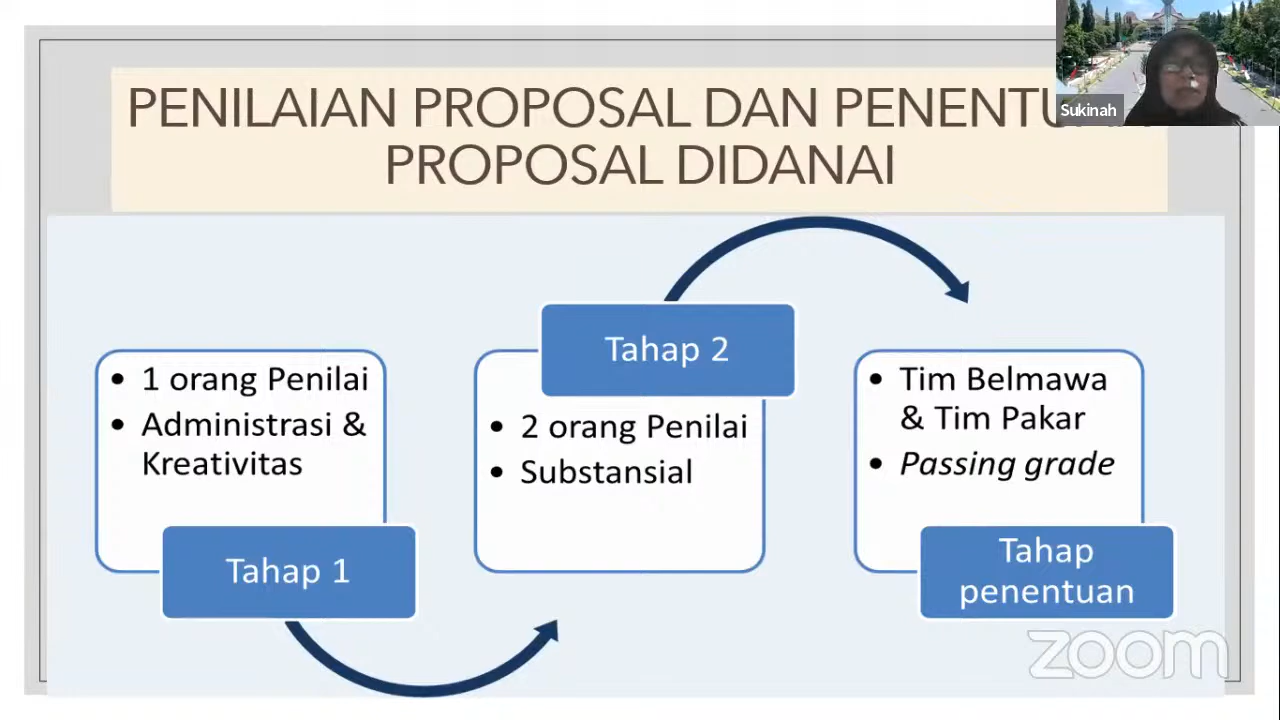 PENILAIAN PROPOSAL DAN
PROPOSAL DIDANAI
Sukinah
• 1 orang Penilai
• Administrasi &
Kreativitas
Tahap 1
Tahap 2
• 2 orang Penilai
• Substansial
• Tim Belmawa
& Tim Pakar
• Passing grade
Tahap
penentuan
zoom